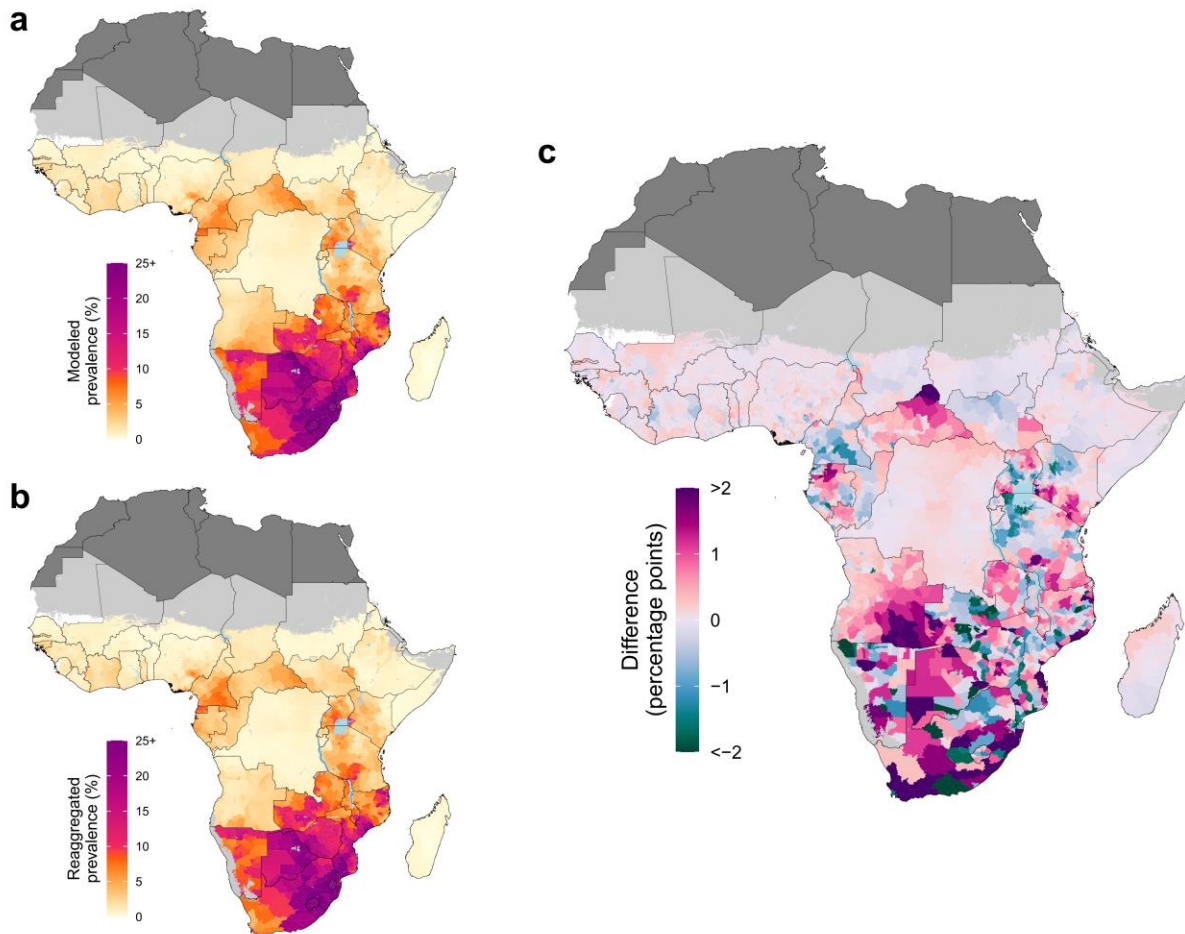 a
Modeled
prevalence (%)
25+
20
15
10
5
0
b
Reaggregated
prevalence (%)
25+
20
15
10
5
0
c
Difference
(percentage points)
>2
1
0
−1
<−2